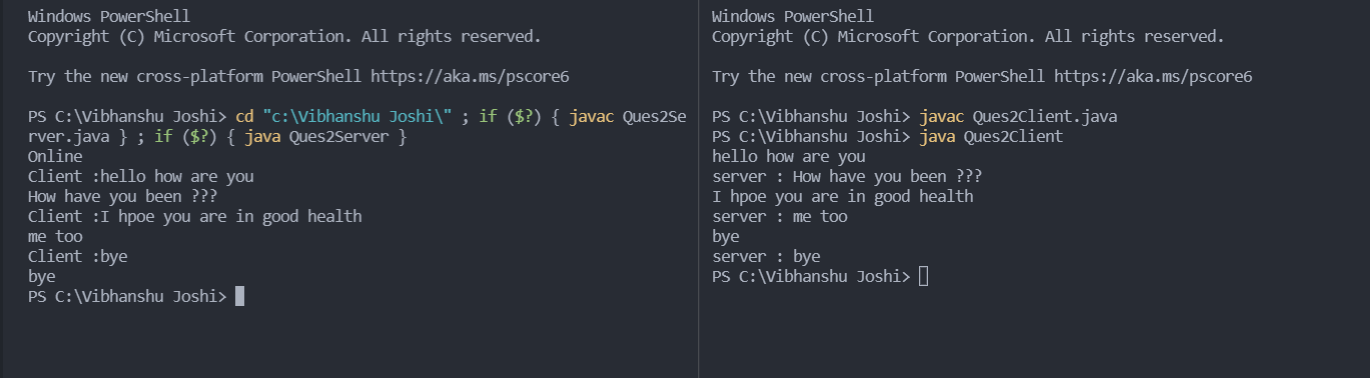 Windows PowerShell
Copyright (C) Microsoft Corporation. All rights reserved.
Try the new cross-platform PowerShell https://aka.ms/pscore6
PS C:\Vibhanshu Joshi> cd "c:\Vibhanshu Joshi\" ; if ($?) { javac Ques2Se
rver.java } ; if ($?) { java Ques2Server }
Online
Client :hello how are you
How have you been ???
Client :I hpoe you are in good health
me too
Client :bye
bye
PS C:\Vibhanshu Joshi>
Windows PowerShell
Copyright (C) Microsoft Corporation. All rights reserved.
Try the new cross-platform PowerShell https://aka.ms/pscore6
PS C:\Vibhanshu Joshi> javac Ques2Client.java
PS C:\Vibhanshu Joshi> java Ques2Client
hello how are you
server : How have you been ???
I hpoe you are in good health
server : me too
bye
server : bye
PS C:\Vibhanshu Joshi>